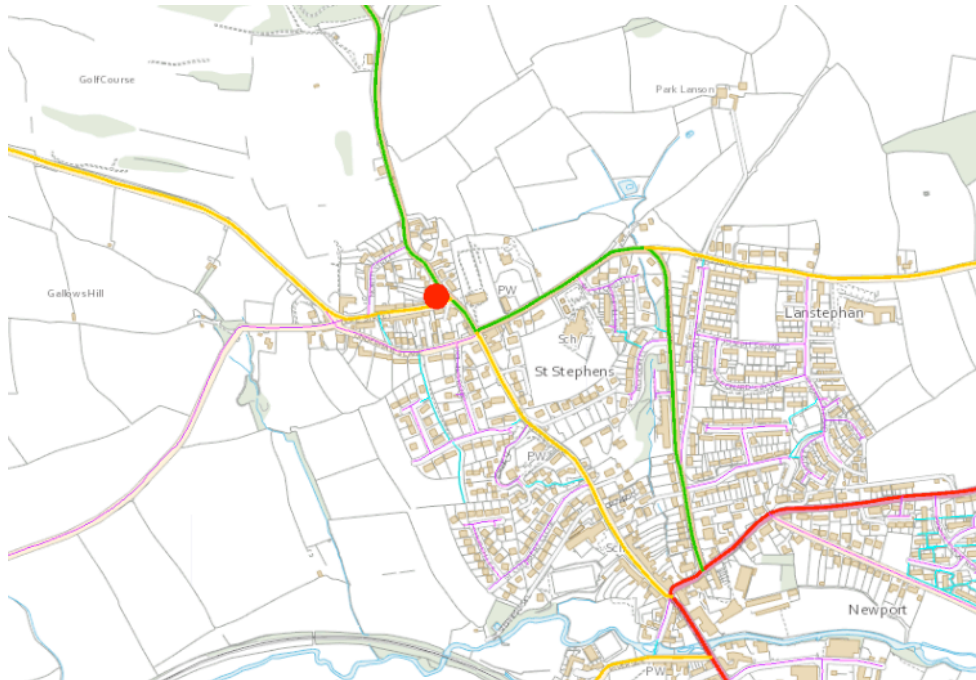 GolfCourse
Park Lanson
GallowsHill
PW
Lanstephan
Sch
St Stephens
PW
Sch
Newport
PW